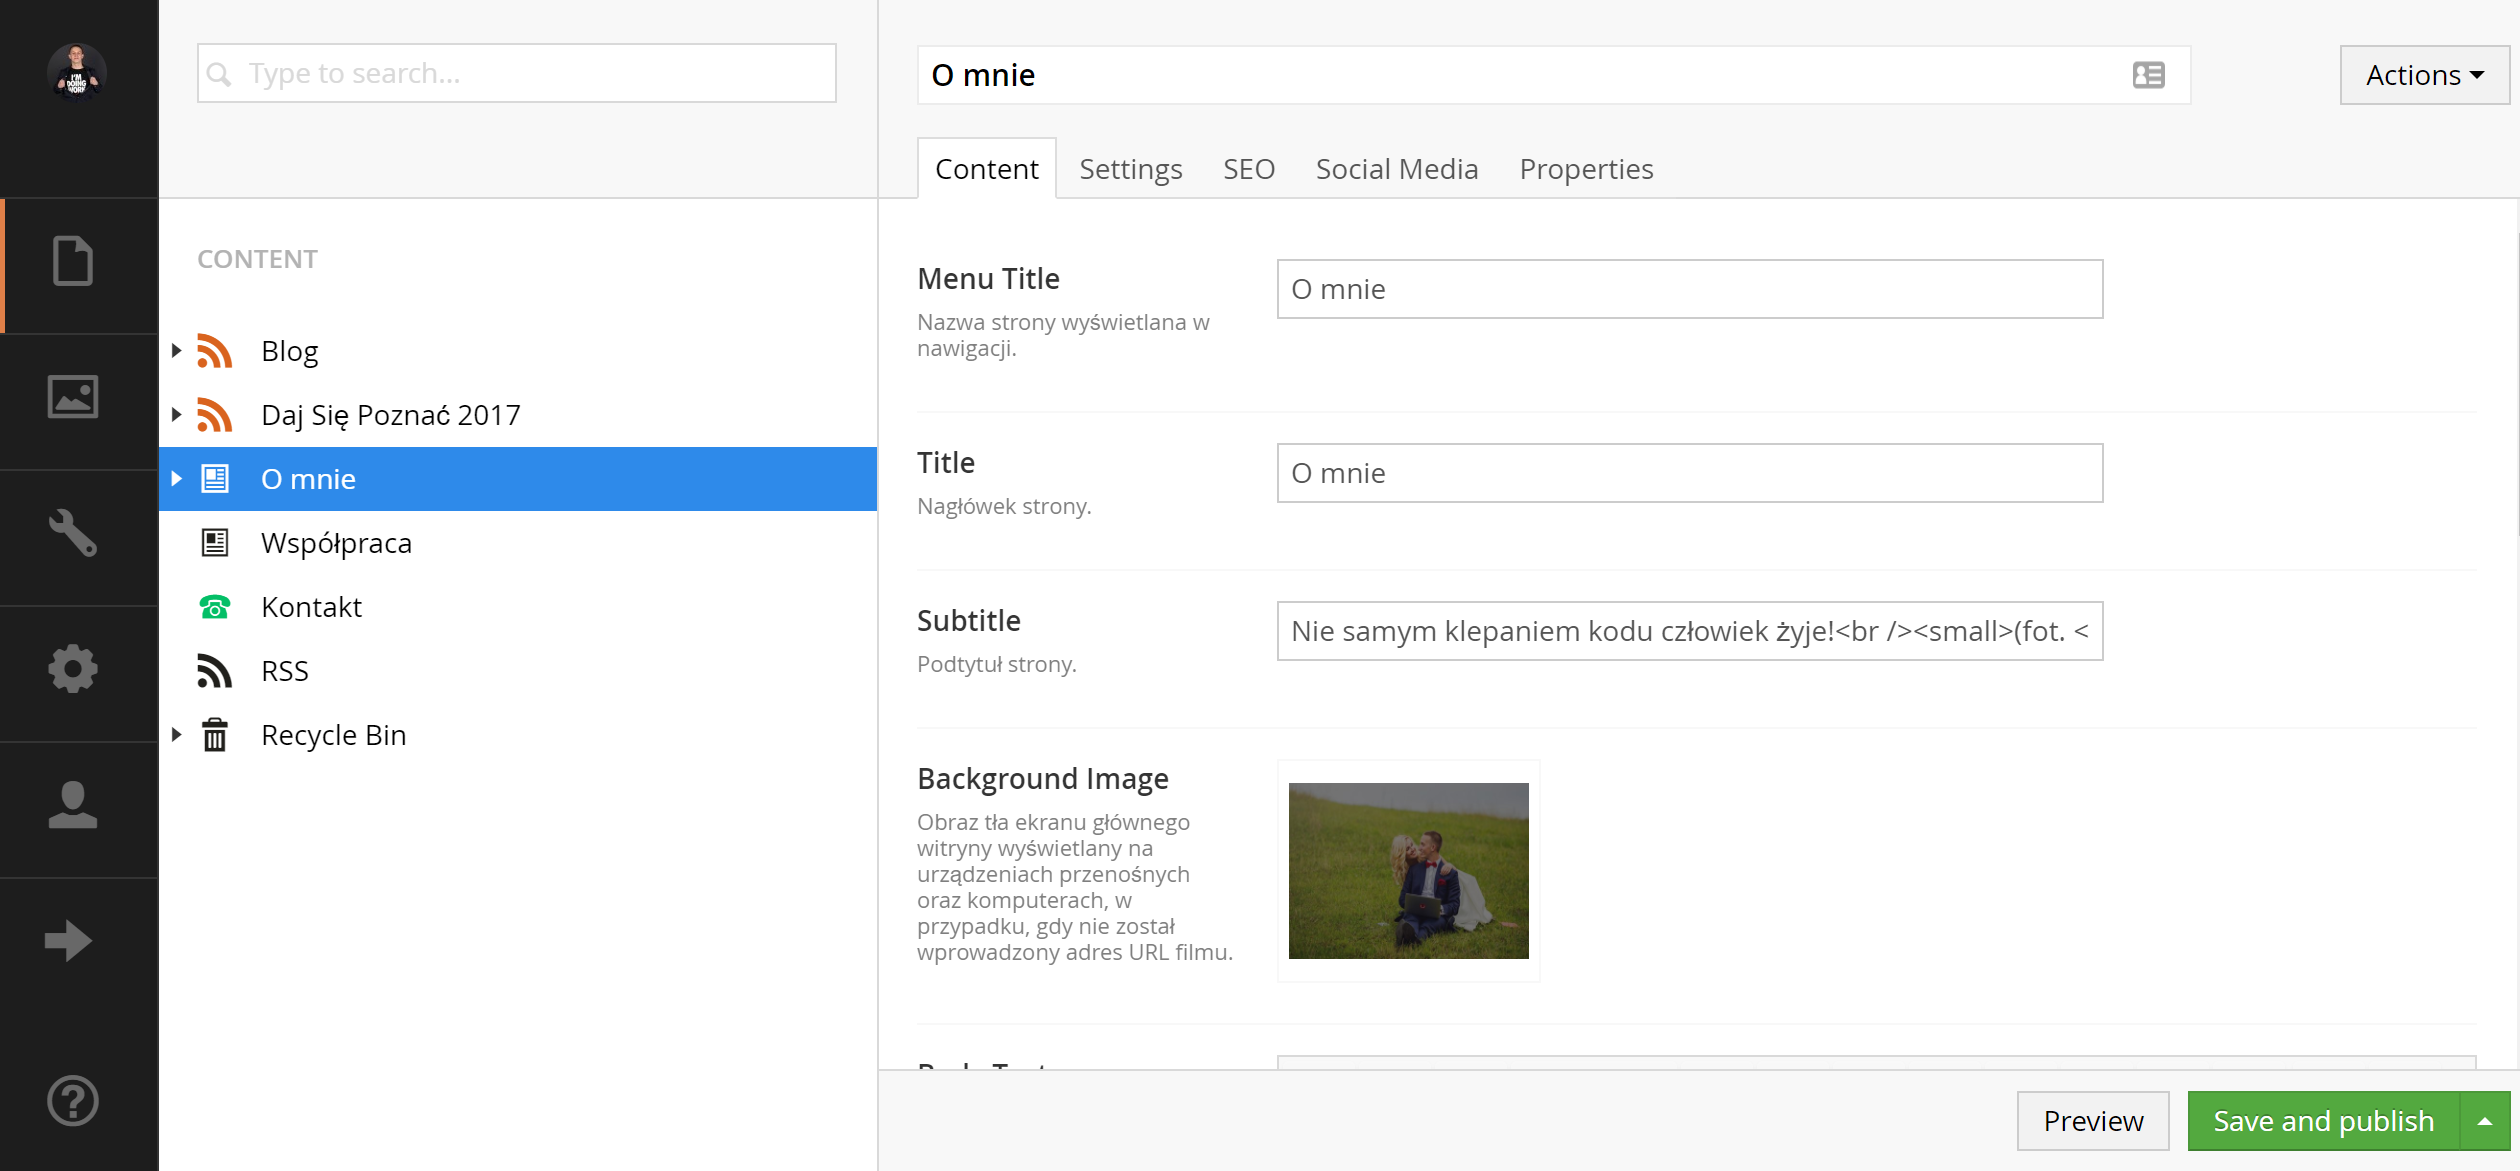 I'M
DOING
WORK
Type to search...
CONTENT
Blog
Daj Się Poznać 2017
O mnie
Współpraca
Kontakt
RSS
Recycle Bin
O mnie
Actions
Content
Settings
SEO
Social Media
Properties
Menu Title
Nazwa strony wyświetlana w
nawigacji.
O mnie
Title
Nagłówek strony.
O mnie
Subtitle
Podtytuł strony.
Nie samym klepaniem kodu człowiek żyje!<br /><small>(fot. <
Background Image
Obraz tła ekranu głównego
witryny wyświetlany na
urządzeniach przenośnych
oraz komputerach, w
przypadku, gdy nie został
wprowadzony adres URL filmu.
Preview
Save and publish